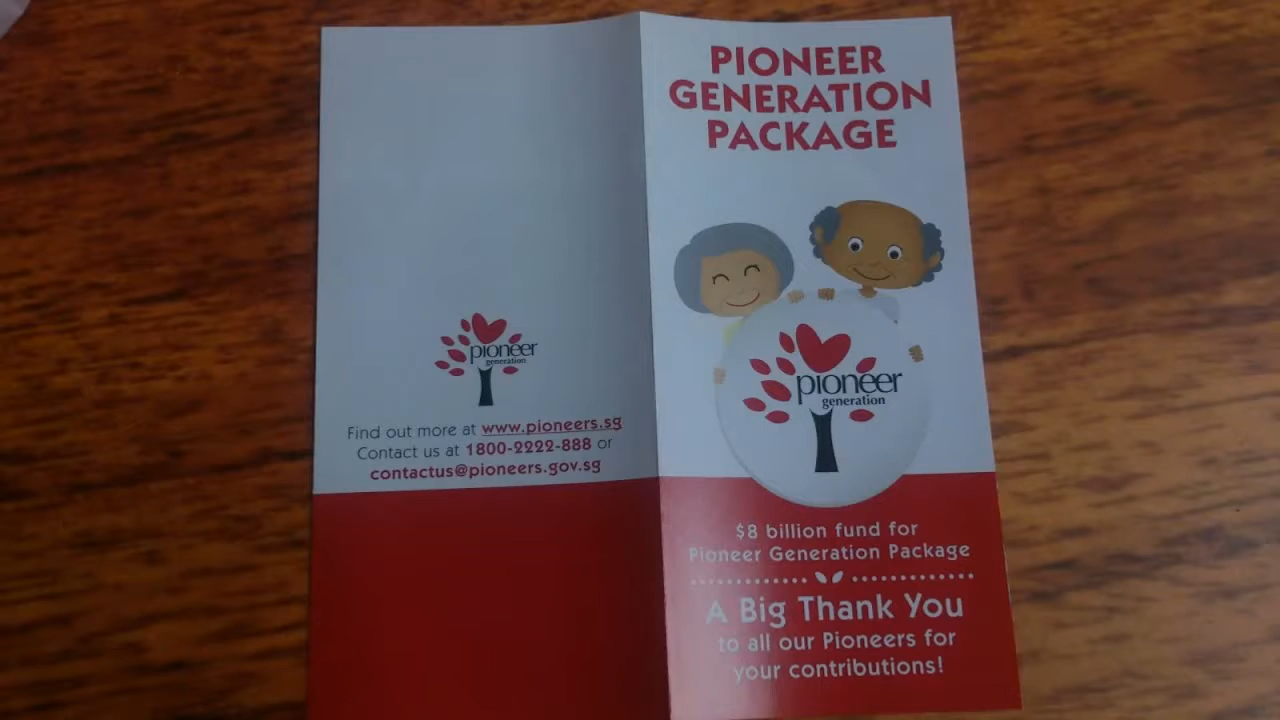 pioneer
generation
Find out more at www.pioneers.sg
Contact us at 1800-2222-888 or
contactus@pioneers.gov.sg
PIONEER
GENERATION
PACKAGE
pioneer
generation
$8 billion fund for
Pioneer Generation Package
A Big Thank You
to all our Pioneers for
your contributions!